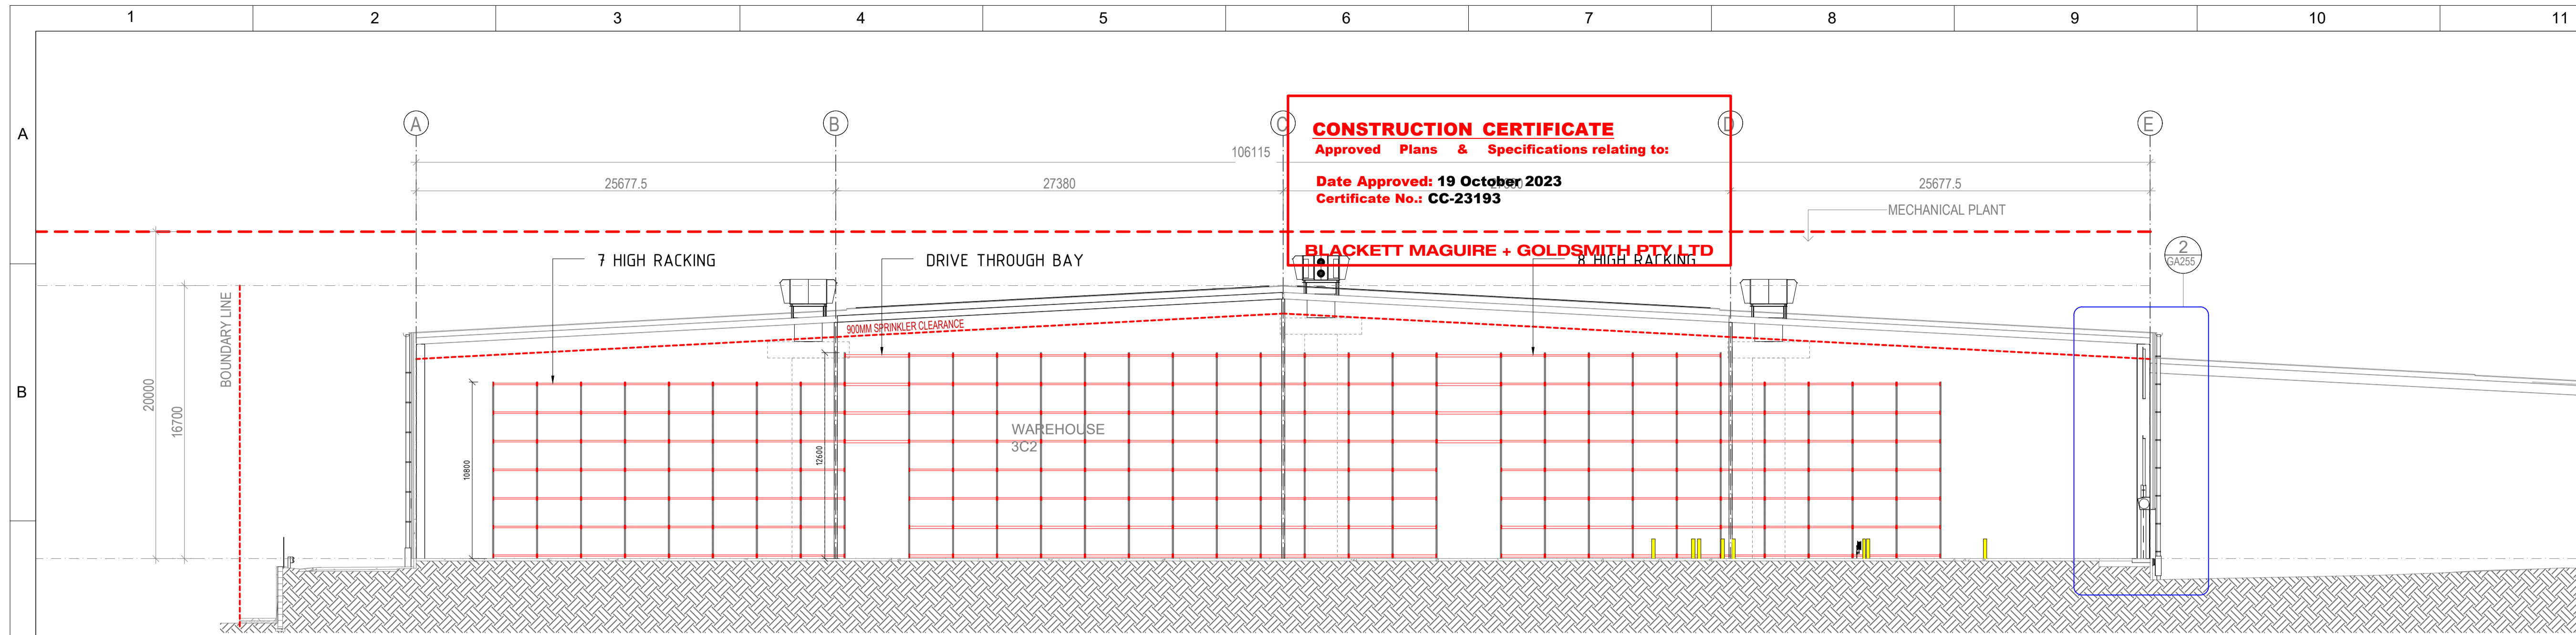 1 2 3 4 5 6 7 8 9 10 11
A
B
A B C D E
106115
25677.5 27380 25677.5
CONSTRUCTION CERTIFICATE
Approved Plans & Specifications relating to:
Date Approved: 19 October 2023
Certificate No.: CC-23193
BLACKETT MAGUIRE + GOLDSMITH PTY LTD
MECHANICAL PLANT
2
GA255
7 HIGH RACKING
DRIVE THROUGH BAY
8 HIGH RACKING
BOUNDARY LINE
20000
16700
900MM SPRINKLER CLEARANCE
WAREHOUSE
3C2
10800
12600